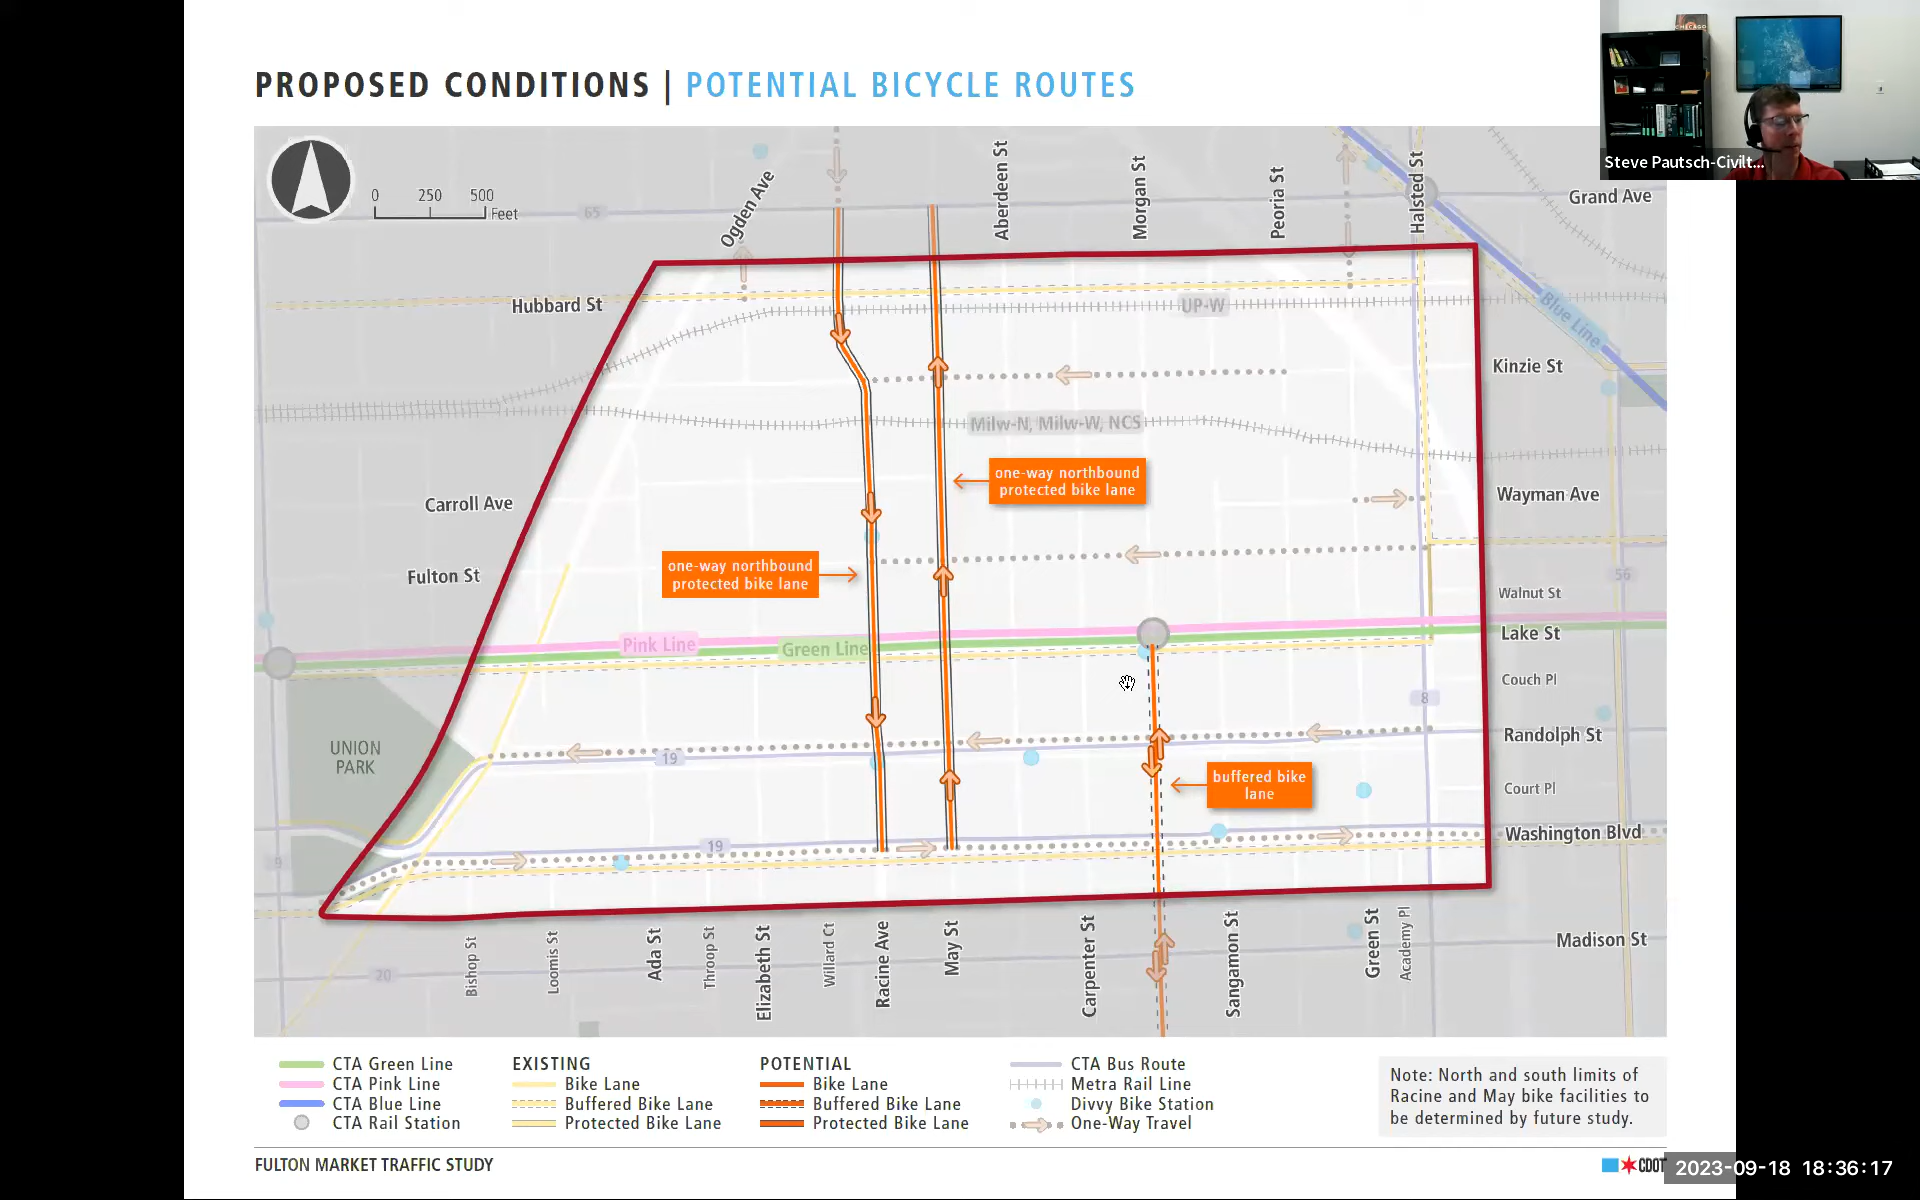 PROPOSED CONDITIONS | POTENTIAL BICYCLE ROUTES
CHICAGO
Steve Pautsch-Civilt...
0 250 500
Feet
65
Ogden Ave
Aberdeen St
Morgan St
Peoria St
Halsted St
Grand Ave
Hubbard St
UP-W
Blue Line
Kinzie St
Milw-N, Milw-W, NCS
one-way northbound
protected bike lane
Carroll Ave
Wayman Ave
Fulton St
one-way northbound
protected bike lane
56
Walnut St
Pink Line
Green Line
Lake St
Couch Pl
8
UNION
PARK
19
Randolph St
buffered bike
lane
Court Pl
19
Washington Blvd
9
Bishop St
Loomis St
Ada St
Throop St
Elizabeth St
Willard Ct
Racine Ave
May St
Carpenter St
Sangamon St
Green St
Academy Pl
Madison St
20
CTA Green Line
CTA Pink Line
CTA Blue Line
CTA Rail Station
EXISTING
Bike Lane
Buffered Bike Lane
Protected Bike Lane
POTENTIAL
Bike Lane
Buffered Bike Lane
Protected Bike Lane
CTA Bus Route
Metra Rail Line
Divvy Bike Station
One-Way Travel
Note: North and south limits of
Racine and May bike facilities to
be determined by future study.
FULTON MARKET TRAFFIC STUDY
CDOT
2023-09-18 18:36:17